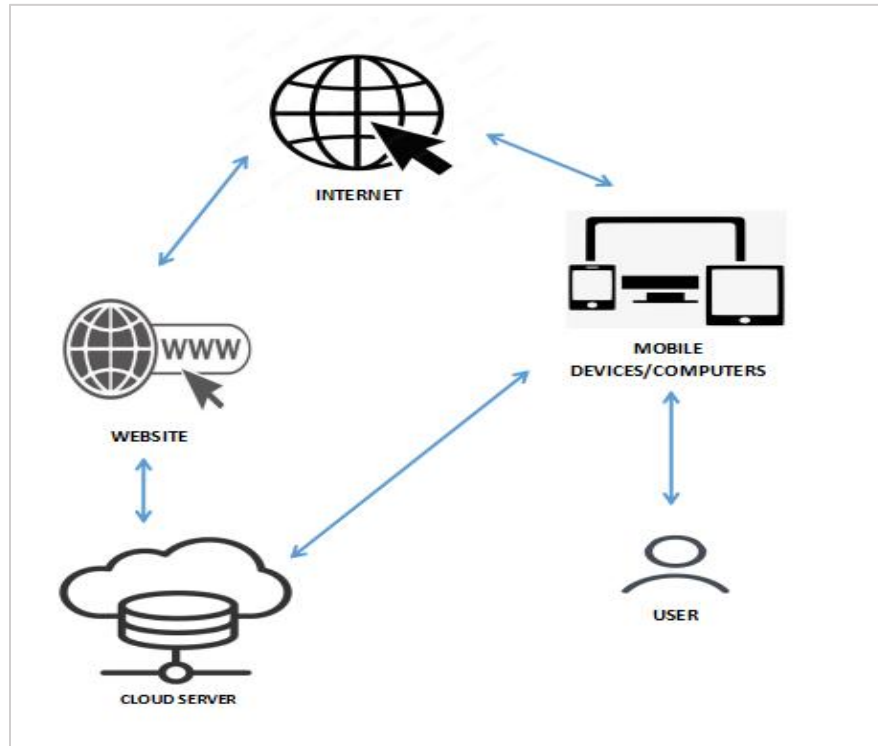 INTERNET
WWW
WEBSITE
MOBILE
DEVICES/COMPUTERS
CLOUD SERVER
USER